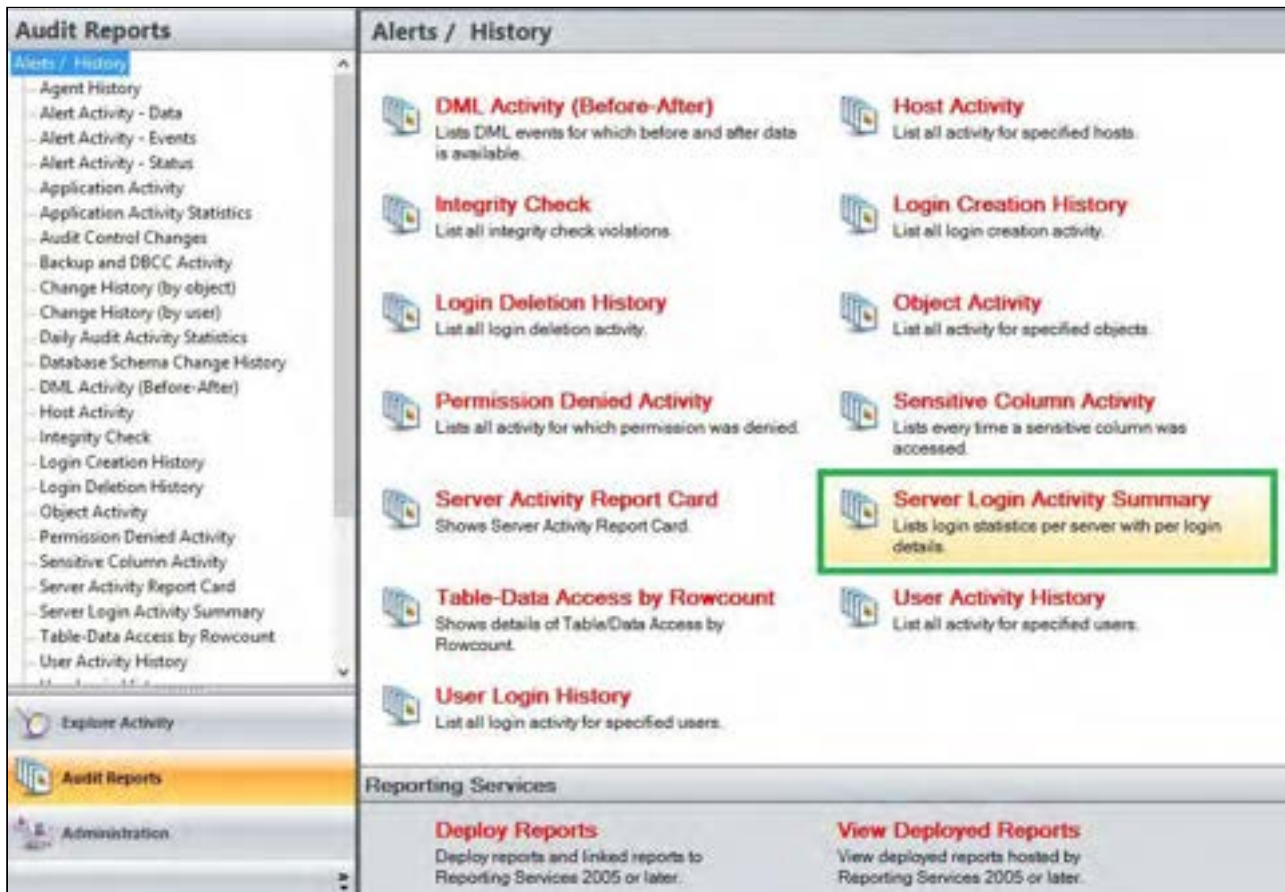 Audit Reports
Alerts / History
Agent History
Alert Activity - Data
Alert Activity - Events
Alert Activity - Status
Application Activity
Application Activity Statistics
Audit Control Changes
Backup and DBCC Activity
Change History (by object)
Change History (by user)
Daily Audit Activity Statistics
Database Schema Change History
DML Activity (Before-After)
Host Activity
Integrity Check
Login Creation History
Login Deletion History
Object Activity
Permission Denied Activity
Sensitive Column Activity
Server Activity Report Card
Server Login Activity Summary
Table-Data Access by Rowcount
User Activity History
Explore Activity
Audit Reports
Administration
Alerts / History
DML Activity (Before-After)
Lists DML events for which before and after data
is available.
Host Activity
List all activity for specified hosts.
Integrity Check
List all integrity check violations.
Login Creation History
List all login creation activity.
Login Deletion History
List all login deletion activity.
Object Activity
List all activity for specified objects.
Permission Denied Activity
Lists all activity for which permission was denied.
Sensitive Column Activity
Lists every time a sensitive column was
accessed.
Server Activity Report Card
Shows Server Activity Report Card.
Server Login Activity Summary
Lists login statistics per server with per login
details.
Table-Data Access by Rowcount
Shows details of Table/Data Access by
Rowcount.
User Activity History
List all activity for specified users.
User Login History
List all login activity for specified users.
Reporting Services
Deploy Reports
Deploy reports and linked reports to
Reporting Services 2005 or later.
View Deployed Reports
View deployed reports hosted by
Reporting Services 2005 or later.